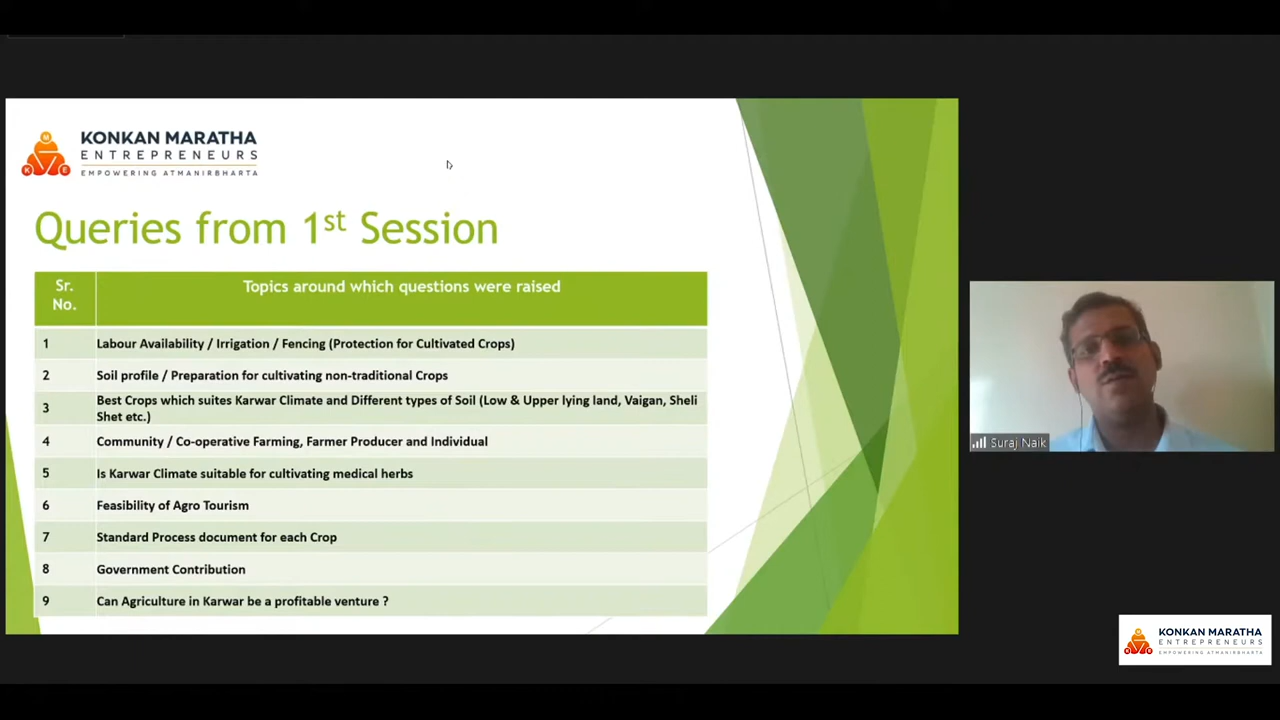 KONKAN MARATHA
ENTREPRENEURS
EMPOWERING ATMANIRBHARTA
M
K
E
Queries from 1st Session
Sr. No.
Topics around which questions were raised
1 Labour Availability / Irrigation / Fencing (Protection for Cultivated Crops)
2 Soil profile / Preparation for cultivating non-traditional Crops
3 Best Crops which suites Karwar Climate and Different types of Soil (Low & Upper lying land, Vaigan, Sheli
Shet etc.)
4 Community / Co-operative Farming, Farmer Producer and Individual
5 Is Karwar Climate suitable for cultivating medical herbs
6 Feasibility of Agro Tourism
7 Standard Process document for each Crop
8 Government Contribution
9 Can Agriculture in Karwar be a profitable venture ?
Suraj Naik
KONKAN MARATHA
ENTREPRENEURS
EMPOWERING ATMANIRBHARTA